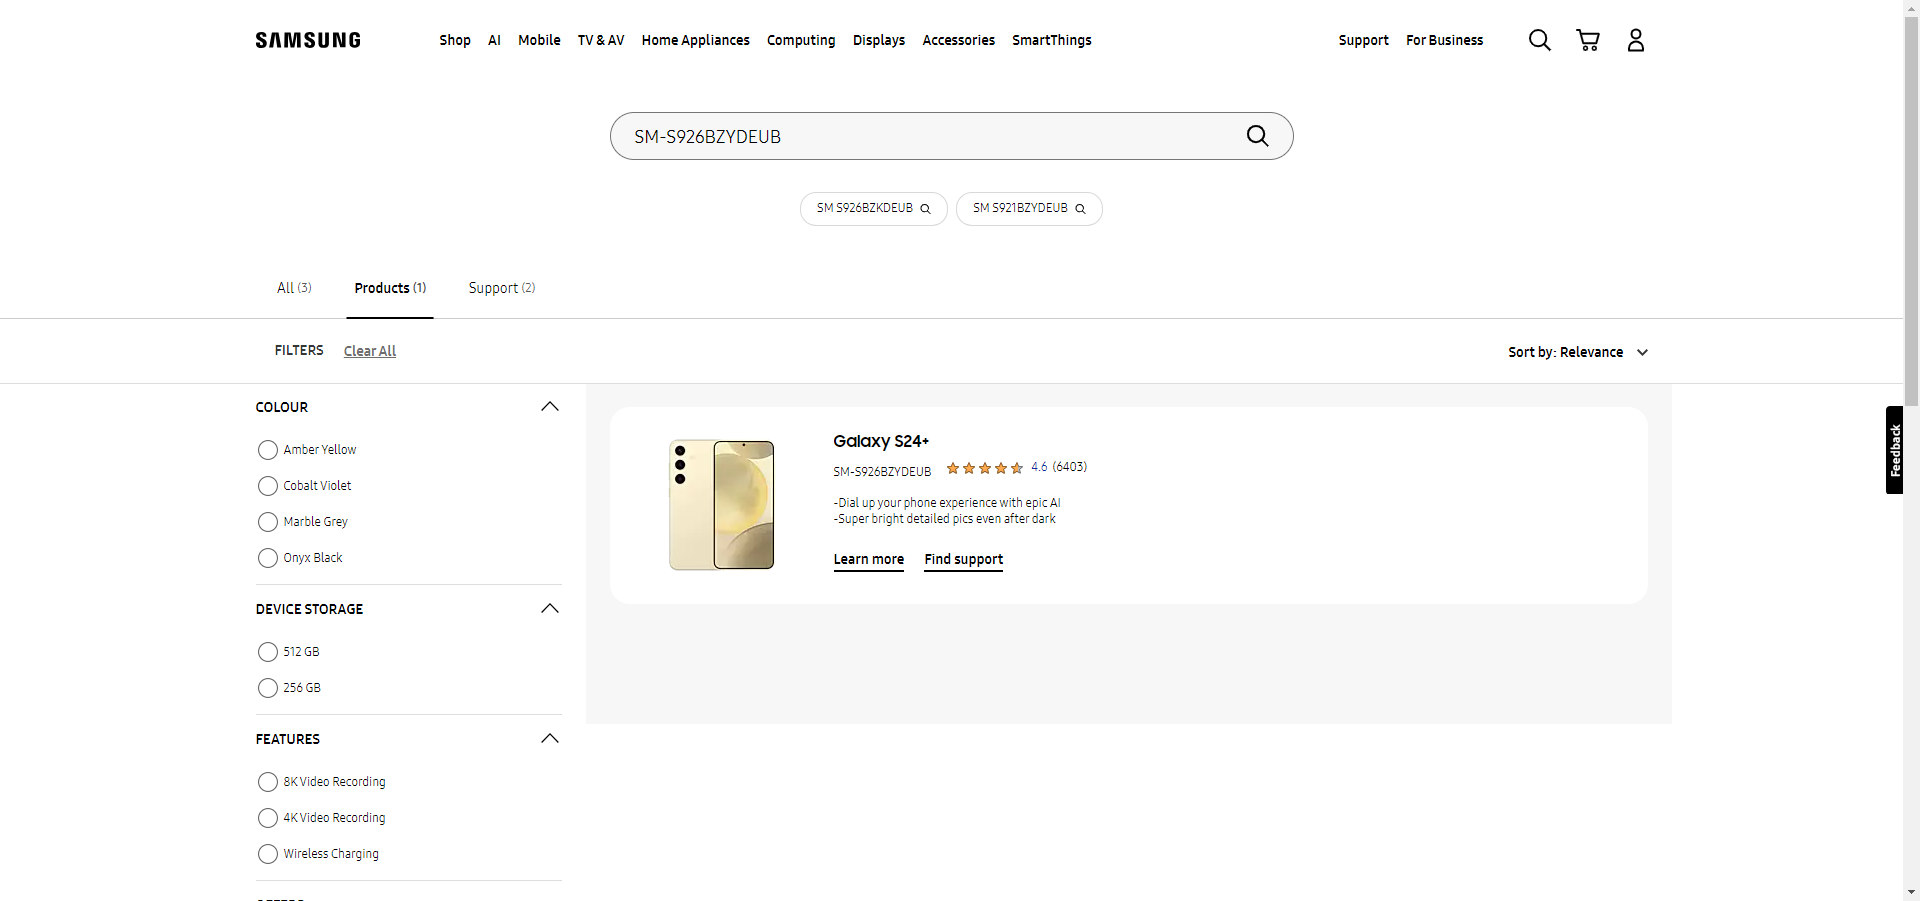 SAMSUNG
Shop AI Mobile TV & AV Home Appliances Computing Displays Accessories SmartThings Support For Business
SM-S926BZYDEUB
SM S926BZKDEUB SM S921BZYDEUB
All (3) Products (1) Support (2)
FILTERS Clear All Sort by: Relevance
COLOUR
Amber Yellow
Cobalt Violet
Marble Grey
Onyx Black
DEVICE STORAGE
512 GB
256 GB
FEATURES
8K Video Recording
4K Video Recording
Wireless Charging
Galaxy S24+
SM-S926BZYDEUB 4.6 (6403)
-Dial up your phone experience with epic AI
-Super bright detailed pics even after dark
Learn more Find support
Feedback